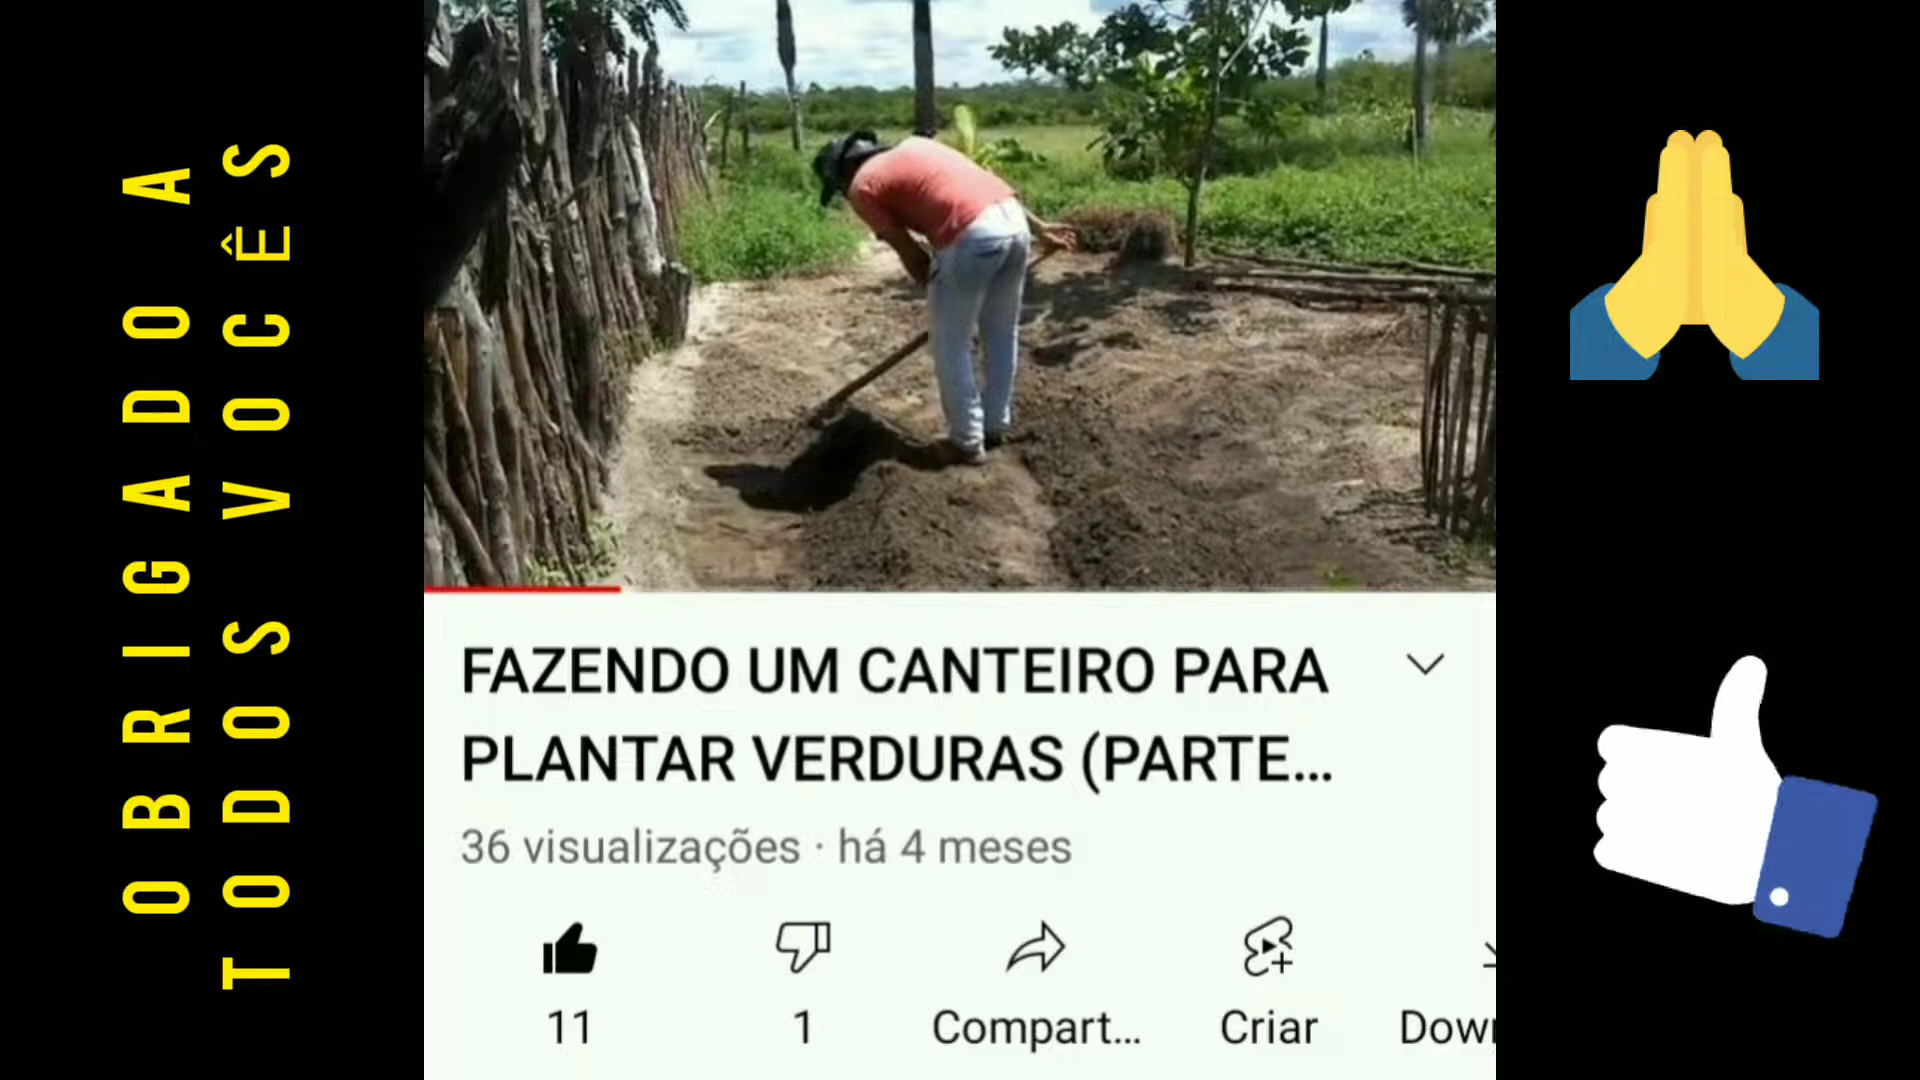 OBRIGADO A
TODOS VOCÊS
FAZENDO UM CANTEIRO PARA
PLANTAR VERDURAS (PARTE...
36 visualizações · há 4 meses
11
1
Compart...
Criar